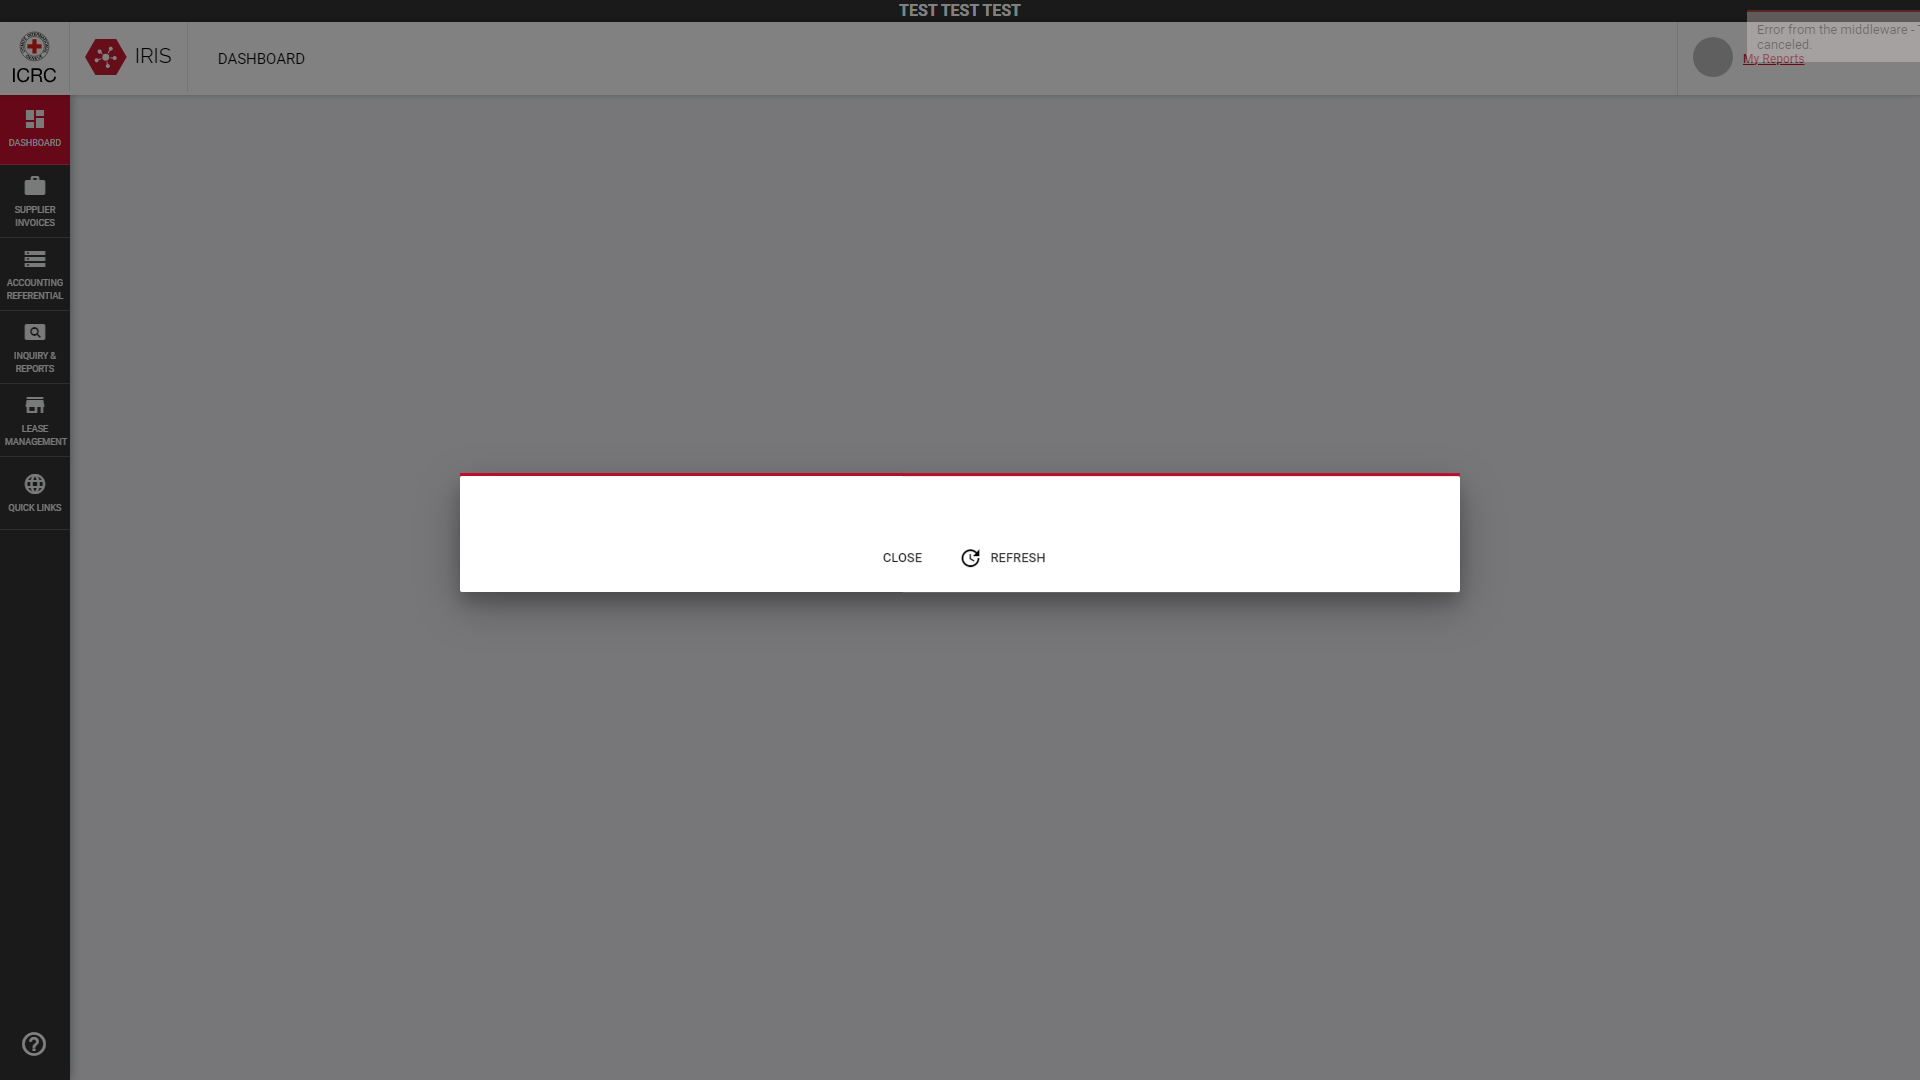 TEST TEST TEST
ICRC
IRIS
DASHBOARD
Error from the middleware -
canceled.
My Reports
DASHBOARD
SUPPLIER
INVOICES
ACCOUNTING
REFERENTIAL
INQUIRY &
REPORTS
LEASE
MANAGEMENT
QUICK LINKS
CLOSE
REFRESH